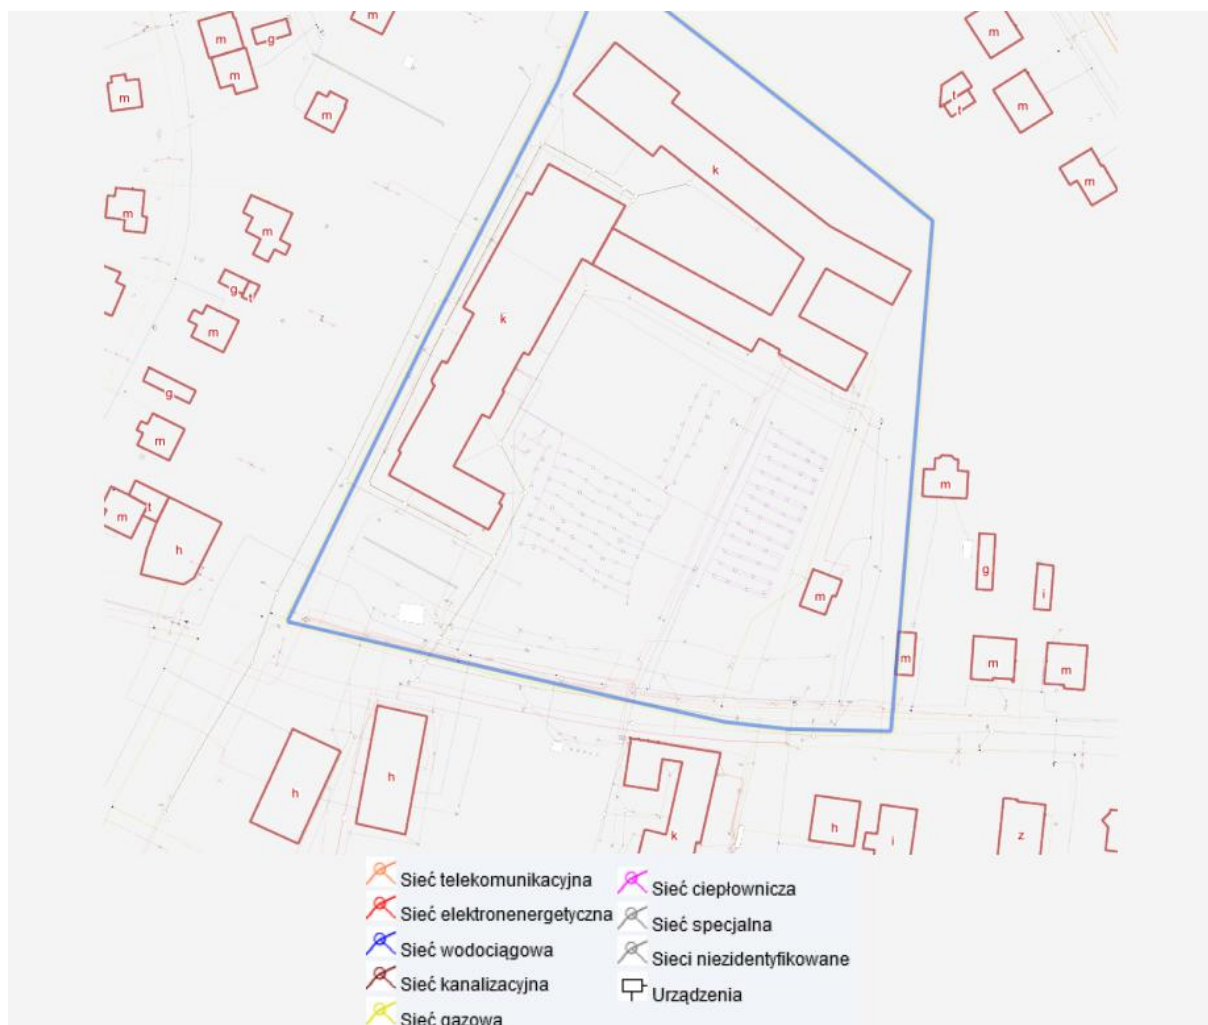 m
m
g
m
m
m
m
t
t
m
m
k
m
m
g
t
m
k
g
m
m
t
h
m
g
i
m
m
m
m
h
h
k
h
i
z
Sieć telekomunikacyjna
Sieć elektronenergetyczna
Sieć wodociągowa
Sieć kanalizacyjna
Sieć gazowa
Sieć ciepłownicza
Sieć specjalna
Sieci niezidentyfikowane
Urządzenia